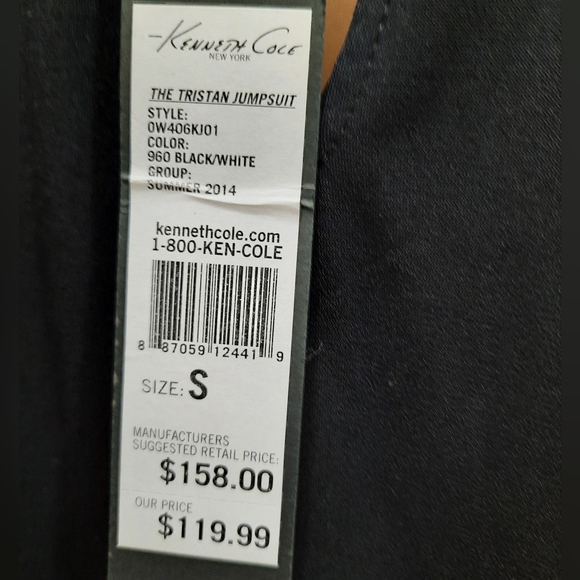 KENNETH COLE
NEW YORK
THE TRISTAN JUMPSUIT
STYLE:
0W406KJ01
COLOR:
960 BLACK/WHITE
GROUP:
SUMMER 2014
kennethcole.com
1-800-KEN-COLE
8 87059 12441 9
SIZE: S
MANUFACTURERS
SUGGESTED RETAIL PRICE:
$158.00
OUR PRICE
$119.99